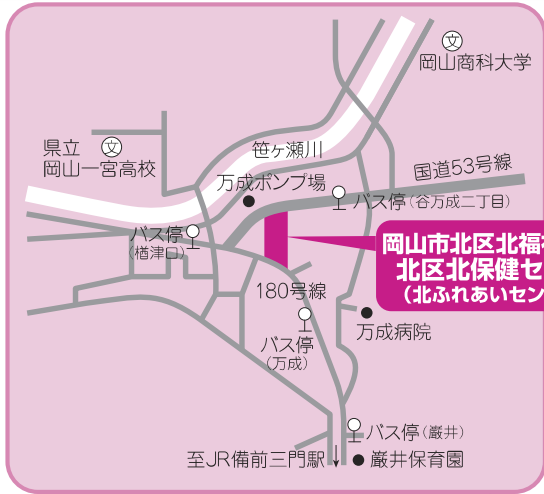 文
岡山商科大学
県立
文
岡山一宮高校
笹ヶ瀬川
国道53号線
万成ポンプ場
バス停(谷万成二丁目)
バス停
(楢津口)
岡山市北区北福
北区北保健セ
(北ふれあいセン
180号線
万成病院
バス停
(万成)
バス停(巌井)
至JR備前三門駅
巌井保育園